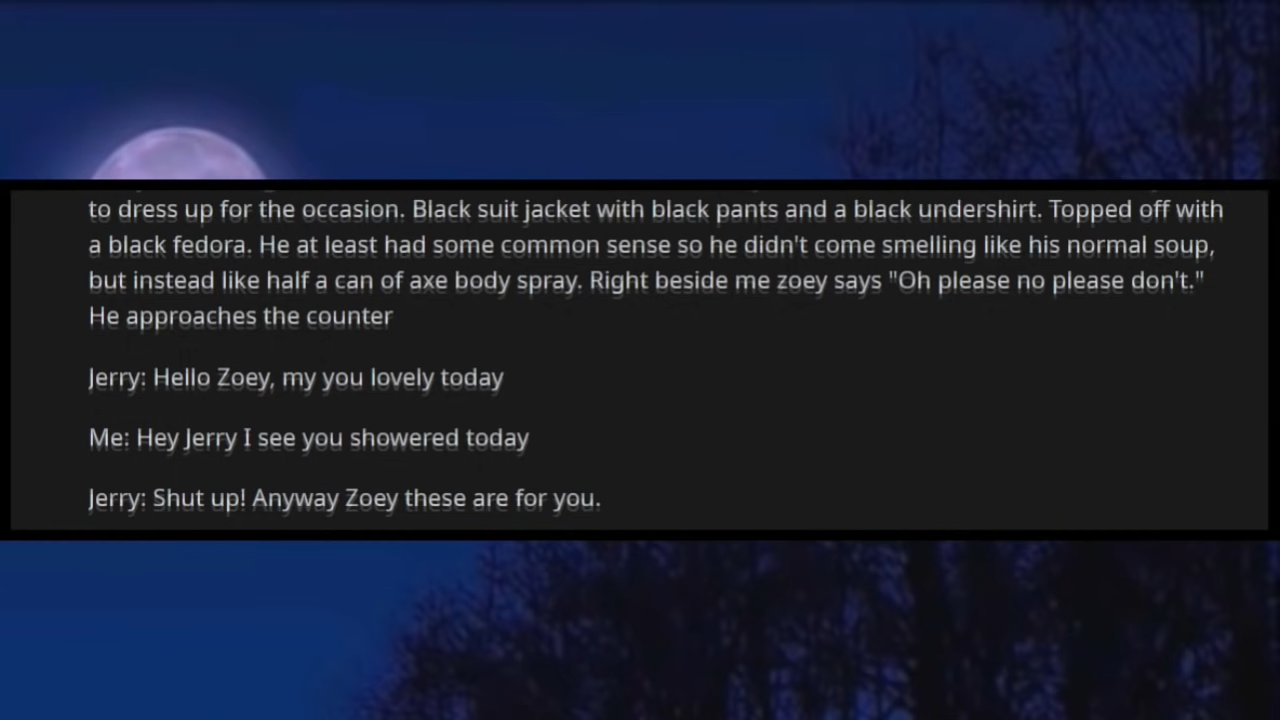 to dress up for the occasion. Black suit jacket with black pants and a black undershirt. Topped off with
a black fedora. He at least had some common sense so he didn't come smelling like his normal soup,
but instead like half a can of axe body spray. Right beside me zoey says "Oh please no please don't."
He approaches the counter
Jerry: Hello Zoey, my you lovely today
Me: Hey Jerry I see you showered today
Jerry: Shut up! Anyway Zoey these are for you.